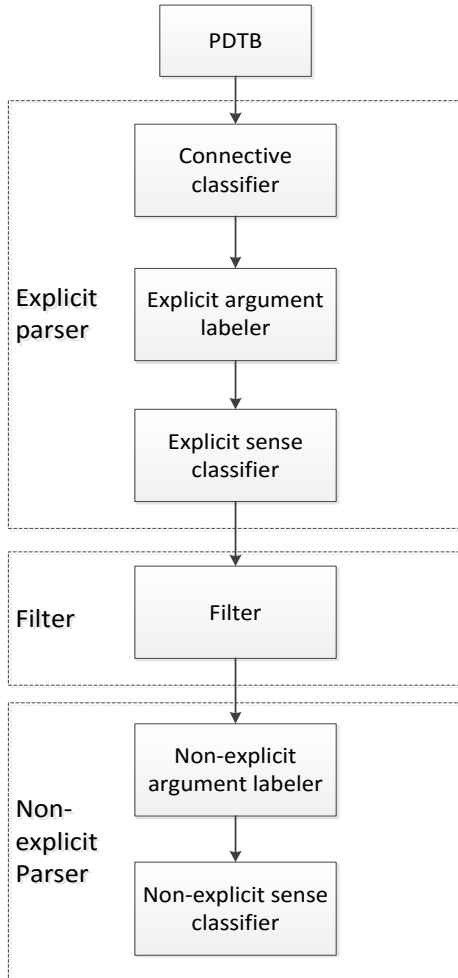 PDTB
Connective
classifier
Explicit
parser
Explicit argument
labeler
Explicit sense
classifier
Filter
Filter
Non-explicit
argument labeler
Non-
explicit
Parser
Non-explicit sense
classifier